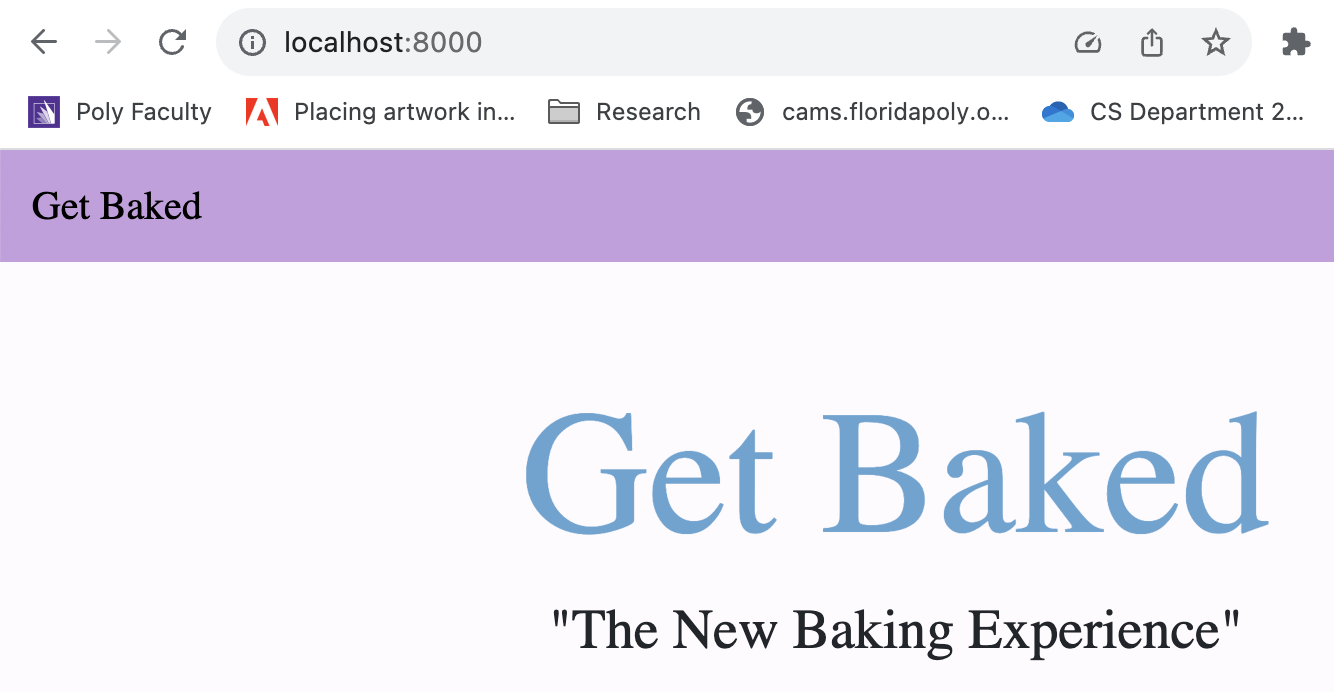 localhost:8000
Poly Faculty Placing artwork in... Research cams.floridapoly.o... CS Department 2...
Get Baked
Get Baked
"The New Baking Experience"